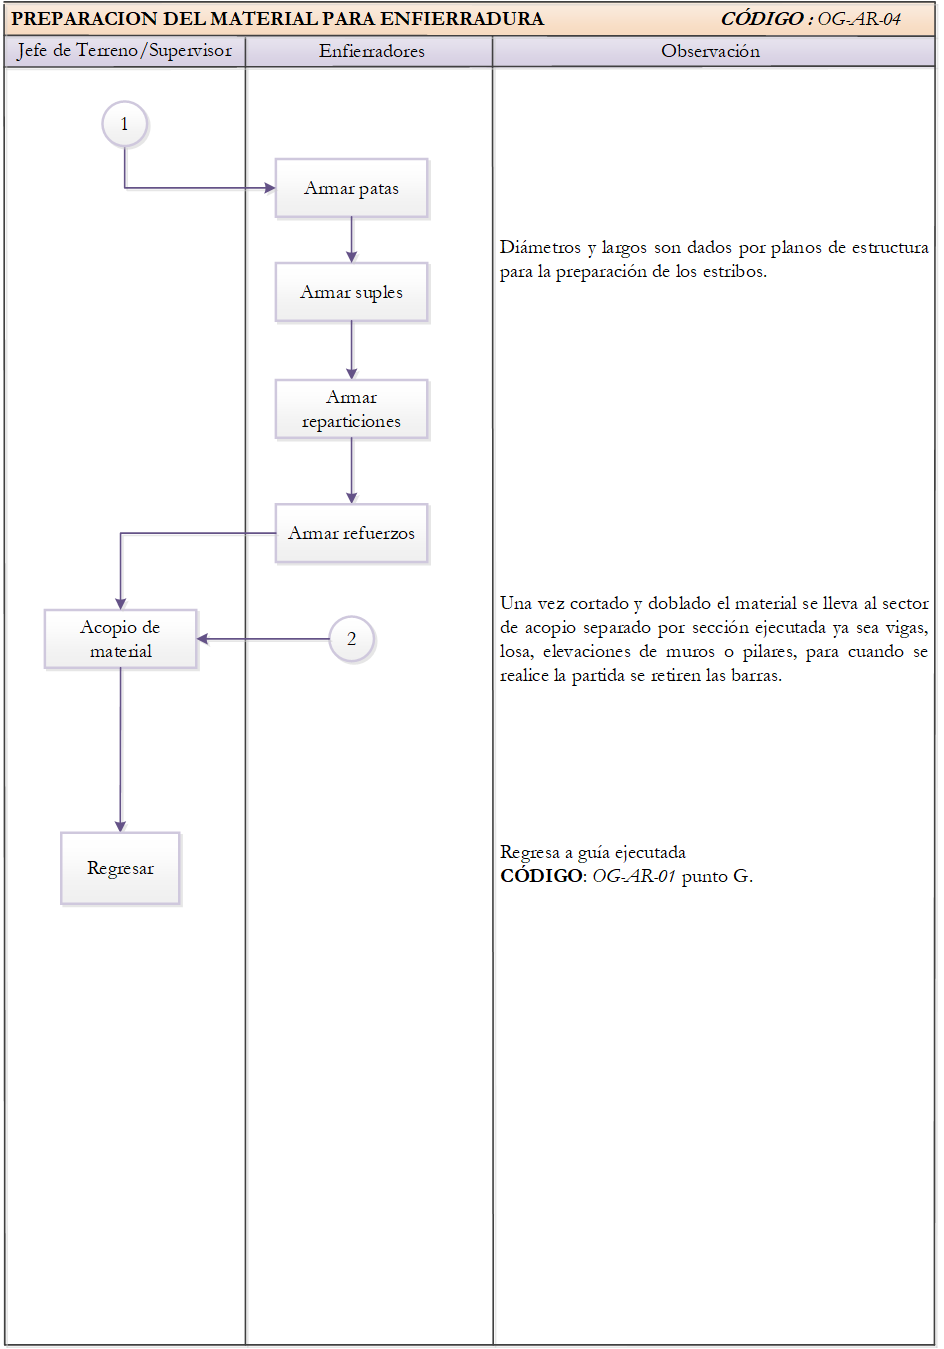 PREPARACION DEL MATERIAL PARA ENFIERRADURA CÓDIGO : OG-AR-04
Jefe de Terreno/Supervisor Enfierradores Observación
1
Armar patas
Diámetros y largos son dados por planos de estructura
para la preparación de los estribos.
Armar suples
Armar
reparticiones
Armar refuerzos
Una vez cortado y doblado el material se lleva al sector
de acopio separado por sección ejecutada ya sea vigas,
losa, elevaciones de muros o pilares, para cuando se
realice la partida se retiren las barras.
Acopio de
material
2
Regresar
Regresa a guía ejecutada
CÓDIGO: OG-AR-01 punto G.